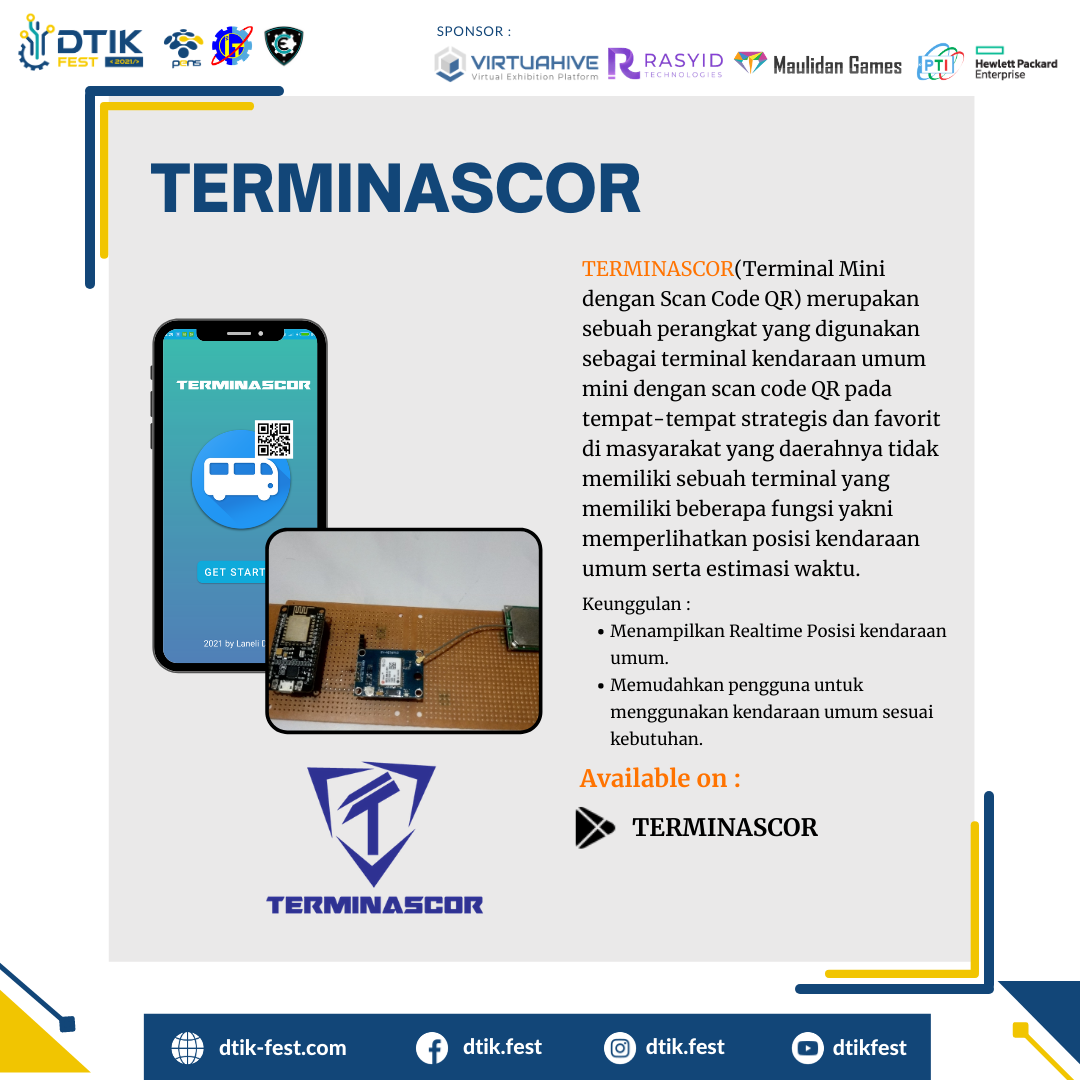 DTIK
FEST <2021/>
pens
SPONSOR :
VIRTUAHIVE
Virtual Exhibition Platform
RASYID
TECHNOLOGIES
Maulidan Games
PTI
Hewlett Packard
Enterprise
TERMINASCOR
TERMINASCOR(Terminal Mini
dengan Scan Code QR) merupakan
sebuah perangkat yang digunakan
sebagai terminal kendaraan umum
mini dengan scan code QR pada
tempat-tempat strategis dan favorit
di masyarakat yang daerahnya tidak
memiliki sebuah terminal yang
memiliki beberapa fungsi yakni
memperlihatkan posisi kendaraan
umum serta estimasi waktu.
Keunggulan :
• Menampilkan Realtime Posisi kendaraan
umum.
• Memudahkan pengguna untuk
menggunakan kendaraan umum sesuai
kebutuhan.
Available on :
TERMINASCOR
TERMINASCOR
GET START
2021 by Laneli D
TERMINASCOR
dtik-fest.com
dtik.fest
dtik.fest
dtikfest